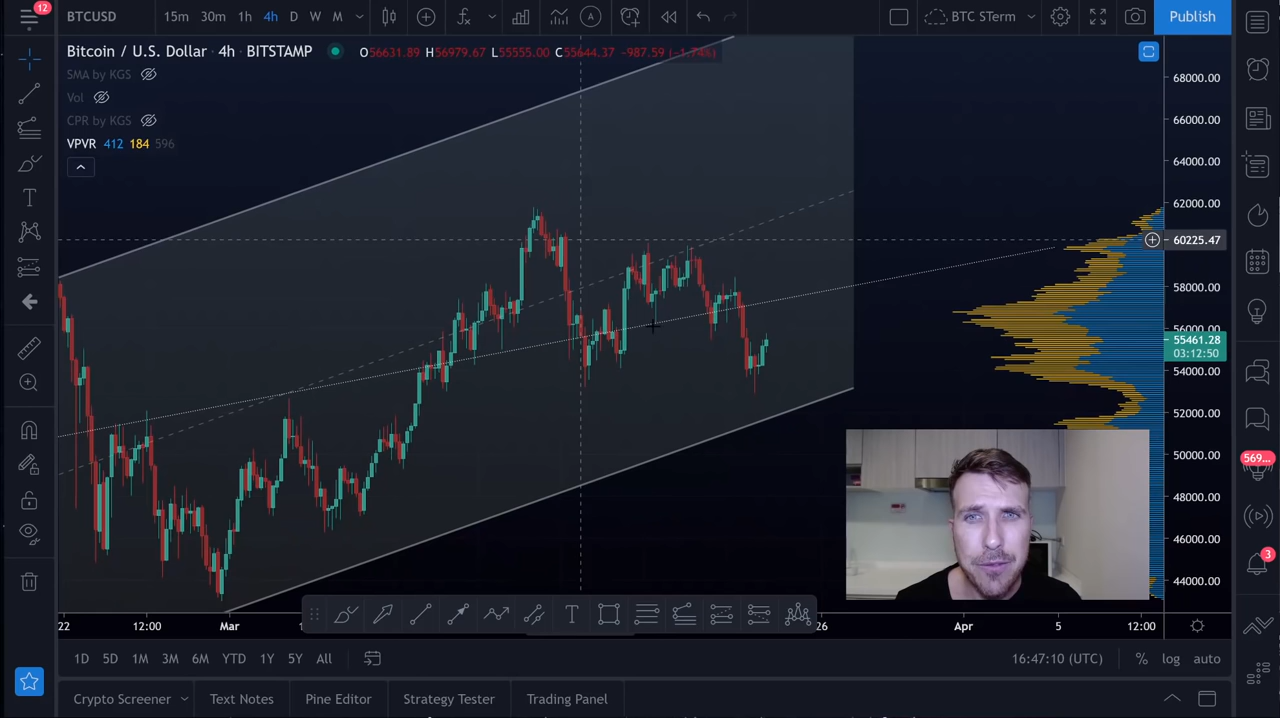 12
BTCUSD 15m 30m 1h 4h D W M BTC STerm Publish
Bitcoin / U.S. Dollar · 4h · BITSTAMP O56631.89 H56979.67 L55555.00 C55644.37 -987.59 (-1.74%)
SMA by KGS
Vol
CPR by KGS
VPVR 412 184 596
68000.00
66000.00
64000.00
62000.00
60225.47
58000.00
56000.00
55461.28
03:12:50
54000.00
52000.00
50000.00
48000.00
46000.00
44000.00
569...
3
22 12:00 Mar 26 Apr 5 12:00
1D 5D 1M 3M 6M YTD 1Y 5Y All 16:47:10 (UTC) % log auto
Crypto Screener Text Notes Pine Editor Strategy Tester Trading Panel